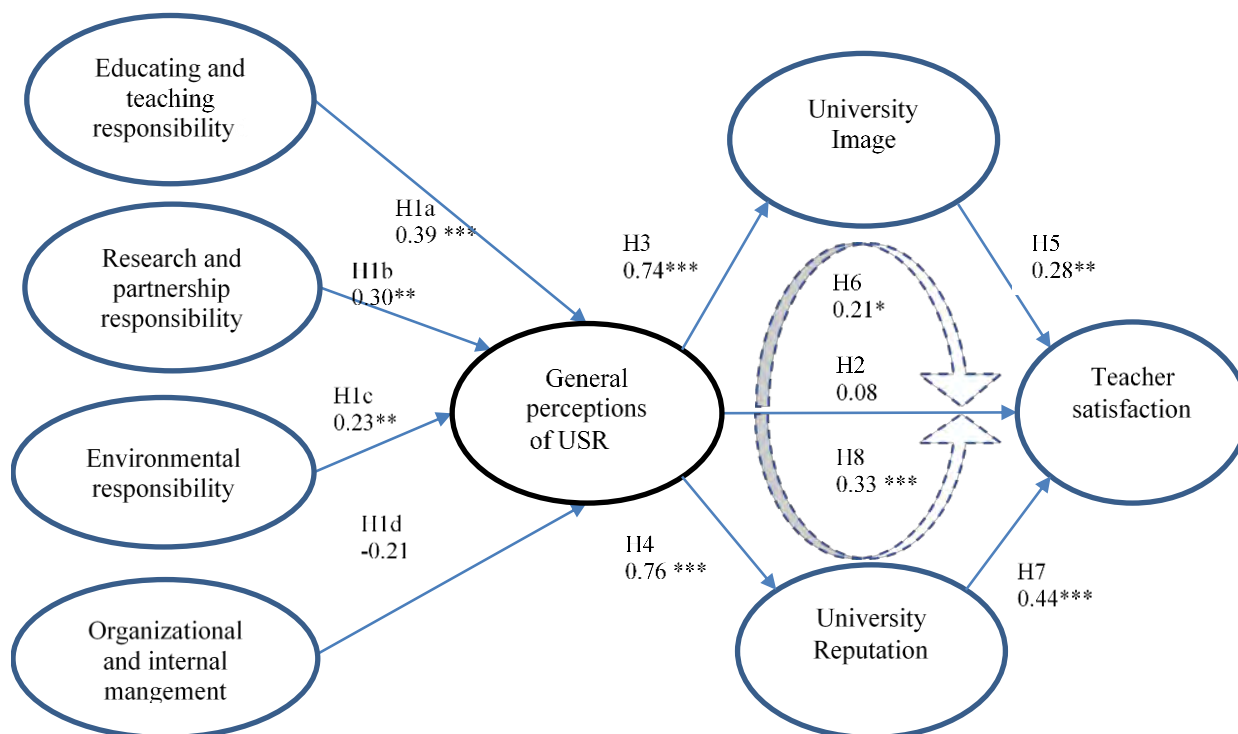 Educating and
teaching
responsibility
H1a
0.39 ***
Research and
partnership
responsibility
H1b
0.30**
Environmental
responsibility
H1c
0.23**
Organizational
and internal
mangement
H1d
-0.21
General
perceptions
of USR
H3
0.74***
H4
0.76 ***
University
Image
H6
0.21*
H2
0.08
H8
0.33 ***
University
Reputation
H5
0.28**
H7
0.44***
Teacher
satisfaction